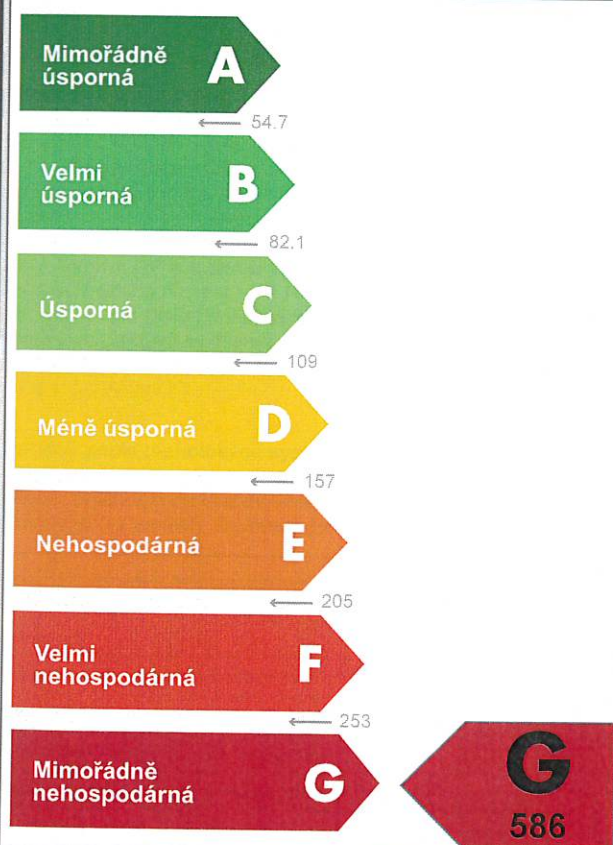 Mimořádně
úsporná
A
54.7
Velmi
úsporná
B
82.1
Úsporná
C
109
Méně úsporná
D
157
Nehospodárná
E
205
Velmi
nehospodárná
F
253
Mimořádně
nehospodárná
G
G
586